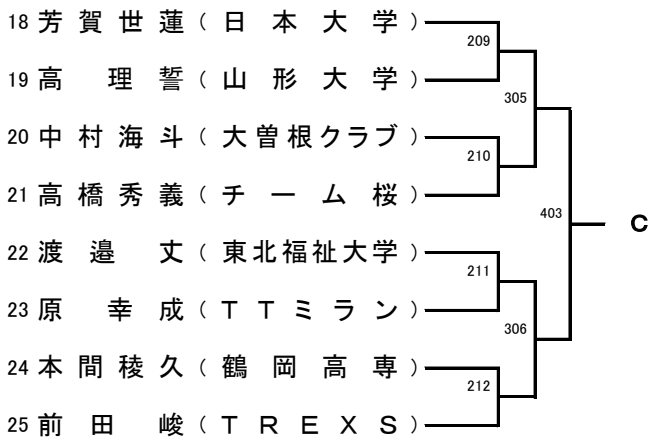 18 芳賀世蓮（日本大学）
209
19 高理誓（山形大学）
305
20 中村海斗（大曽根クラブ）
210
21 高橋秀義（チーム桜）
403
C
22 渡邉丈（東北福祉大学）
211
23 原幸成（TTミラン）
306
24 本間稜久（鶴岡高専）
212
25 前田峻（TREXS）